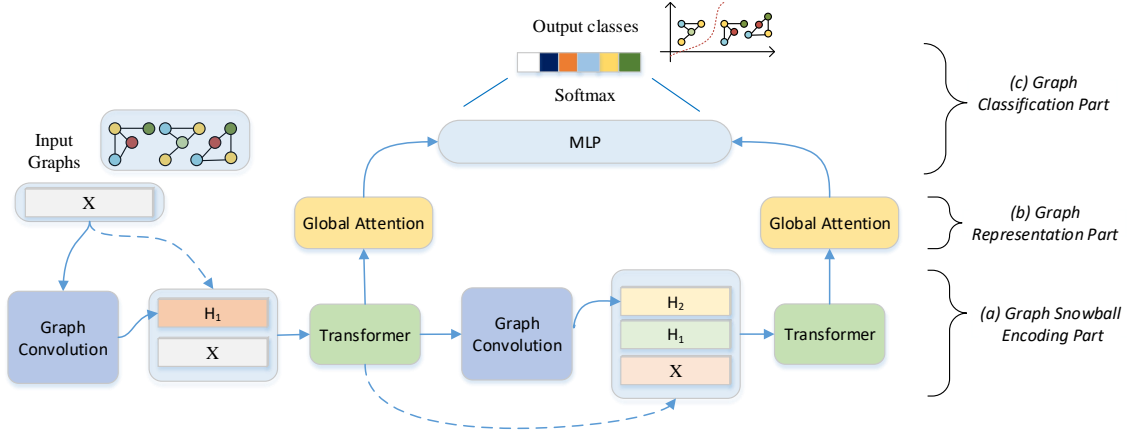 Output classes
Softmax
MLP
(c) Graph
Classification Part
Input
Graphs
X
Global Attention
Global Attention
(b) Graph
Representation Part
Graph
Convolution
H₁
X
Transformer
Graph
Convolution
H₂
H₁
X
Transformer
(a) Graph Snowball
Encoding Part